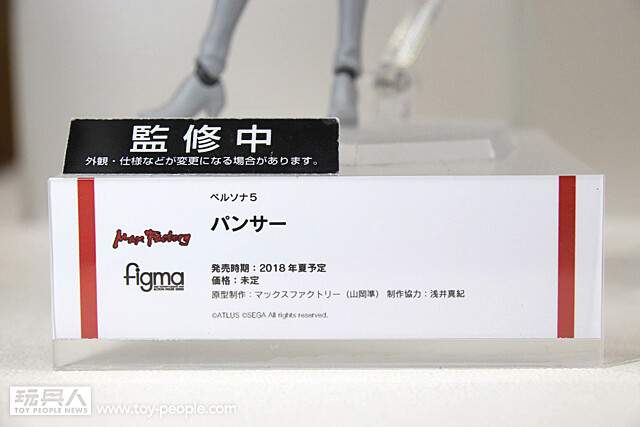 監修中
外観・仕様などが変更になる場合があります。
ペルソナ5
パンサー
Max Factory
figma
発売時期：2018年夏予定
価格：未定
原型制作：マックスファクトリー（山岡準） 制作協力：浅井真紀
©ATLUS ©SEGA All rights reserved.
玩具人
TOY PEOPLE NEWS
www.toy-people.com